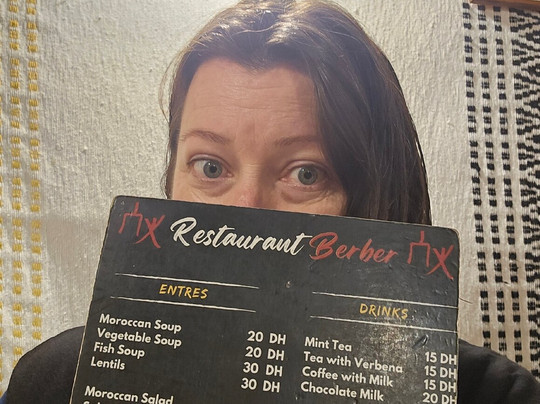 Restaurant Berber
ENTRES
Moroccan Soup 20 DH
Vegetable Soup 20 DH
Fish Soup 30 DH
Lentils 30 DH
Moroccan Salad
DRINKS
Mint Tea 15 DH
Tea with Verbena 15 DH
Coffee with Milk 15 DH
Chocolate Milk 20 DH